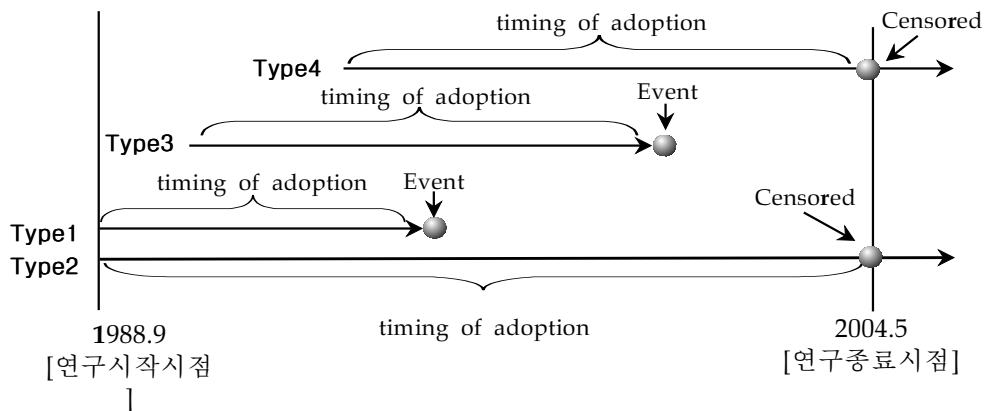 timing of adoption
Censored
Type4
timing of adoption
Event
Type3
timing of adoption
Event
Censored
Type1
Type2
timing of adoption
1988.9
[연구시작시점
]
2004.5
[연구종료시점]